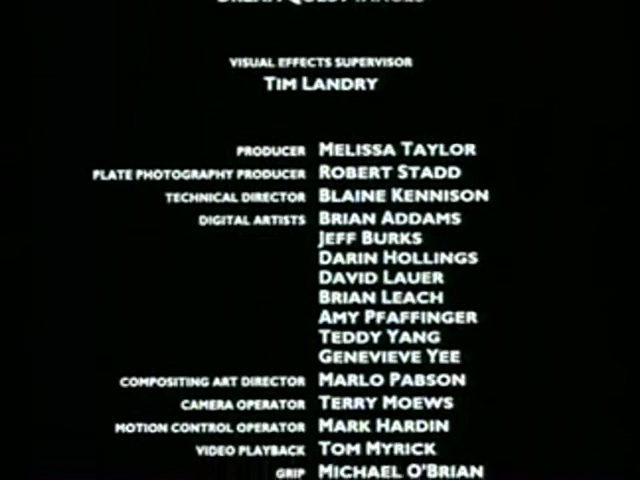 VISUAL EFFECTS SUPERVISOR
TIM LANDRY
PRODUCER MELISSA TAYLOR
PLATE PHOTOGRAPHY PRODUCER ROBERT STADD
TECHNICAL DIRECTOR BLAINE KENNISON
DIGITAL ARTISTS BRIAN ADDAMS
JEFF BURKS
DARIN HOLLINGS
DAVID LAUER
BRIAN LEACH
AMY PFAFFINGER
TEDDY YANG
GENEVIEVE YEE
COMPOSITING ART DIRECTOR MARLO PABSON
CAMERA OPERATOR TERRY MOEWS
MOTION CONTROL OPERATOR MARK HARDIN
VIDEO PLAYBACK TOM MYRICK
GRIP MICHAEL O'BRIAN